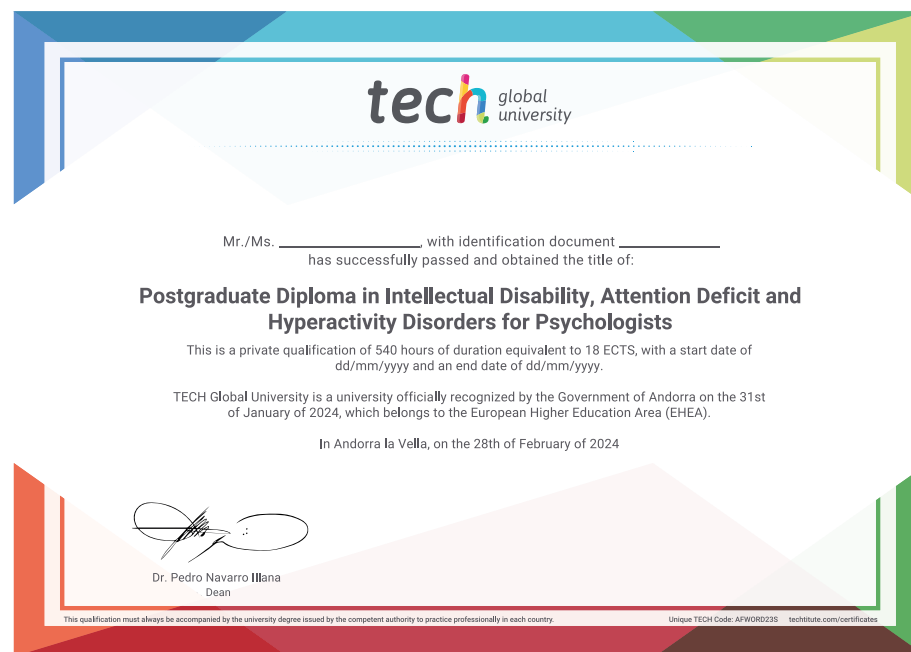 tech global
university
Mr./Ms. ____________, with identification document ____________
has successfully passed and obtained the title of:
Postgraduate Diploma in Intellectual Disability, Attention Deficit and
Hyperactivity Disorders for Psychologists
This is a private qualification of 540 hours of duration equivalent to 18 ECTS, with a start date of
dd/mm/yyyy and an end date of dd/mm/yyyy.
TECH Global University is a university officially recognized by the Government of Andorra on the 31st
of January of 2024, which belongs to the European Higher Education Area (EHEA).
In Andorra la Vella, on the 28th of February of 2024
Dr. Pedro Navarro Illana
Dean
This qualification must always be accompanied by the university degree issued by the competent authority to practice professionally in each country.
Unique TECH Code: AFWORD23S techtitute.com/certificates